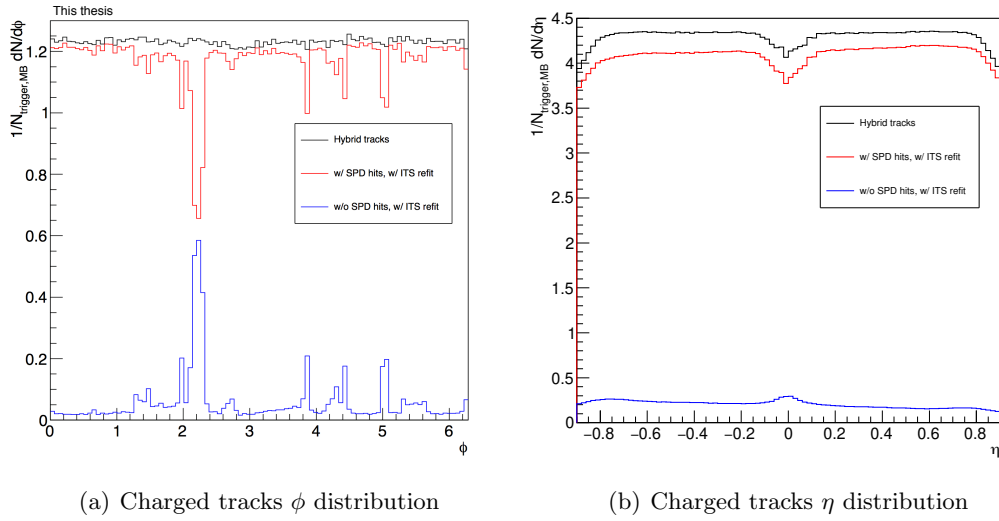 This thesis
1/N_trigger,MB dN/dϕ
1.2
1
0.8
0.6
0.4
0.2
0
Hybrid tracks
w/ SPD hits, w/ ITS refit
w/o SPD hits, w/ ITS refit
0 1 2 3 4 5 6
ϕ
(a) Charged tracks ϕ distribution
1/N_trigger,MB dN/dη
4.5
4
3.5
3
2.5
2
1.5
1
0.5
0
Hybrid tracks
w/ SPD hits, w/ ITS refit
w/o SPD hits, w/ ITS refit
−0.8 −0.6 −0.4 −0.2 0 0.2 0.4 0.6 0.8
η
(b) Charged tracks η distribution